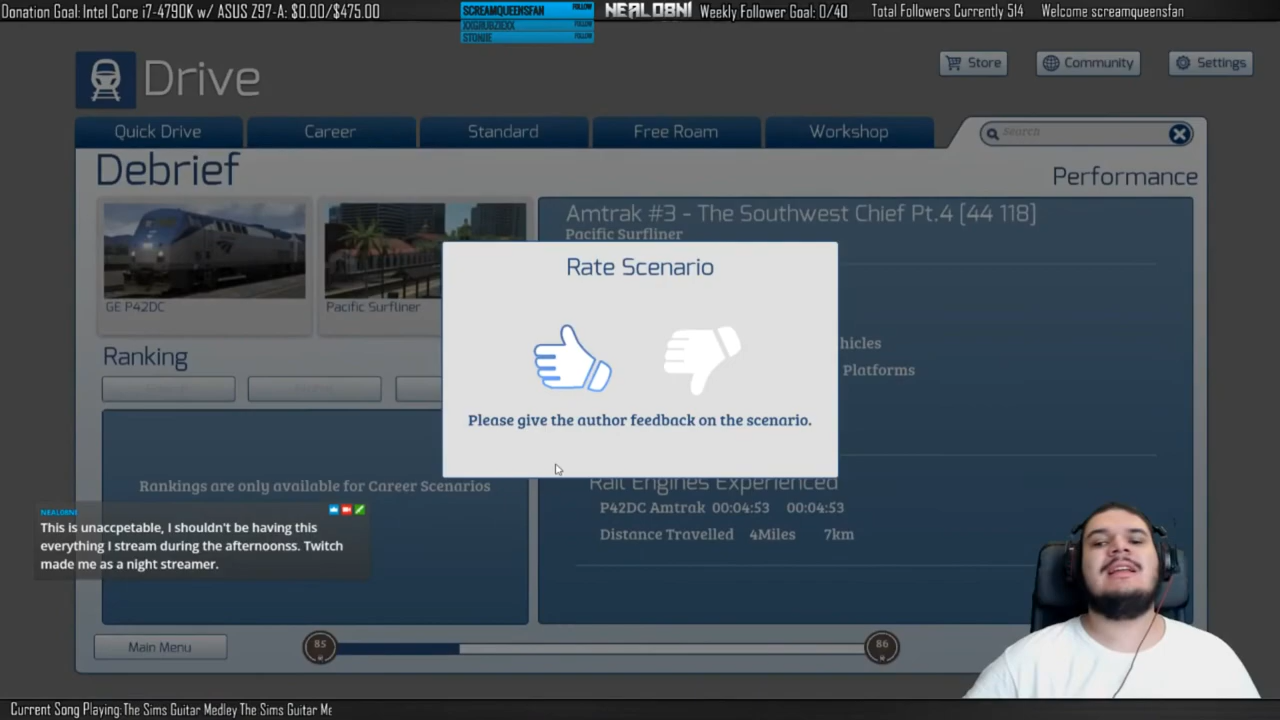 Donation Goal: Intel Core i7-4790K w/ ASUS Z97-A: $0.00/$475.00
SCREAMQUEENSFAN FOLLOW
XXGRUBZIEXX FOLLOW
STONIIE FOLLOW
NEALOBNI
Weekly Follower Goal: 0/40
Total Followers Currently 514
Welcome screamqueensfan
Drive
Store
Community
Settings
Quick Drive
Career
Standard
Free Roam
Workshop
Search
Debrief
Performance
Amtrak #3 - The Southwest Chief Pt.4 [44 118]
Pacific Surfliner
GE P42DC
Pacific Surfliner
Rate Scenario
hicles
Platforms
Ranking
Please give the author feedback on the scenario.
Rankings are only available for Career Scenarios
Rail Engines Experienced
P42DC Amtrak 00:04:53 00:04:53
Distance Travelled 4Miles 7km
NEALOBNI
This is unaccpetable, I shouldn't be having this
everything I stream during the afternoonss. Twitch
made me as a night streamer.
Main Menu
85
86
Current Song Playing:The Sims Guitar Medley The Sims Guitar Me